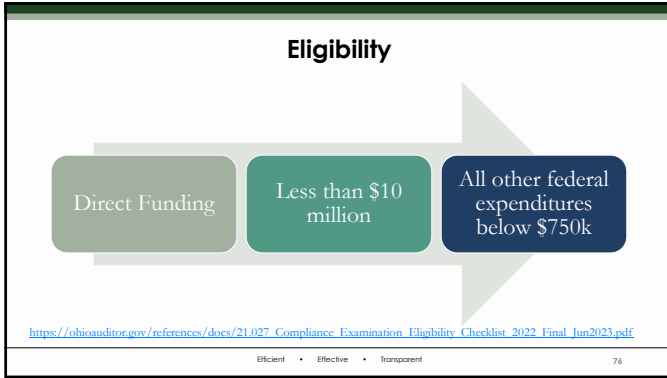 Eligibility
Direct Funding
Less than $10
million
All other federal
expenditures
below $750k
https://ohioauditor.gov/references/docs/21.027_Compliance_Examination_Eligibility_Checklist_2022_Final_Jun2023.pdf
Efficient • Effective • Transparent
76